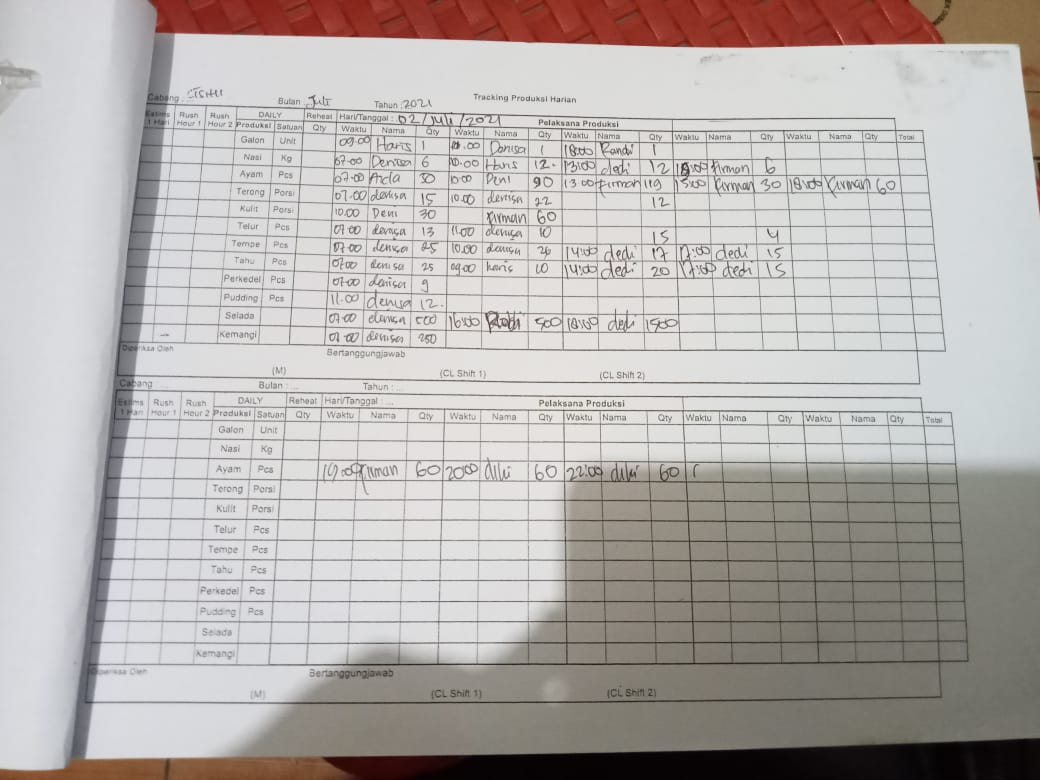 Tracking Produksi Harian
Cabang : Bulan : Juli Tahun : 2021
Estims 1 Hari Rush Hour 1 Rush Hour 2 DAILY Reheat Hari/Tanggal : 02/Juli/2021 Pelaksana Produksi
Produksi Satuan Qty Waktu Nama Qty Waktu Nama Qty Waktu Nama Qty Waktu Nama Qty Waktu Nama Qty Total
Galon Unit 09.00 Haris 1 Denisa 1 18:00 Randi 1
Nasi Kg 07.00 Denisa 6 10.00 Haris 12. 13:00 dedi 12 firman 6
Ayam Pcs 07.00 Arda 30 10:00 Deni 90 13:00 firman 119 15:00 firman 30 18:00 firman 60
Terong Porsi 07.00 denisa 15 10.00 denisa 22 12
Kulit Porsi 10.00 Deni 30 firman 60
Telur Pcs 07.00 denisa 13 11.00 denisa 10 15 4
Tempe Pcs 07.00 denisa 25 10.00 denisa 26 14:00 dedi 17 17:00 dedi 15
Tahu Pcs 07.00 denisa 25 09.00 haris 10 14:00 dedi 20 17:00 dedi 15
Perkedel Pcs 07.00 denisa 9
Pudding Pcs 11.00 denisa 12.
Selada 07.00 denisa 500 16:00 500 18:00 dedi 1500
Kemangi 07.00 denisa 250
Diperiksa Oleh Bertanggungjawab
(M) (CL Shift 1) (CL Shift 2)
Cabang : ... Bulan : ... Tahun : ...
Estims 1 Hari Rush Hour 1 Rush Hour 2 DAILY Reheat Hari/Tanggal : ... Pelaksana Produksi
Produksi Satuan Qty Waktu Nama Qty Waktu Nama Qty Waktu Nama Qty Waktu Nama Qty Waktu Nama Qty Total
Galon Unit
Nasi Kg
Ayam Pcs 19.00 firman 60 20:00 diki 60 22:00 diki 60
Terong Porsi
Kulit Porsi
Telur Pcs
Tempe Pcs
Tahu Pcs
Perkedel Pcs
Pudding Pcs
Selada
Kemangi
Diperiksa Oleh Bertanggungjawab
(M) (CL Shift 1) (CL Shift 2)